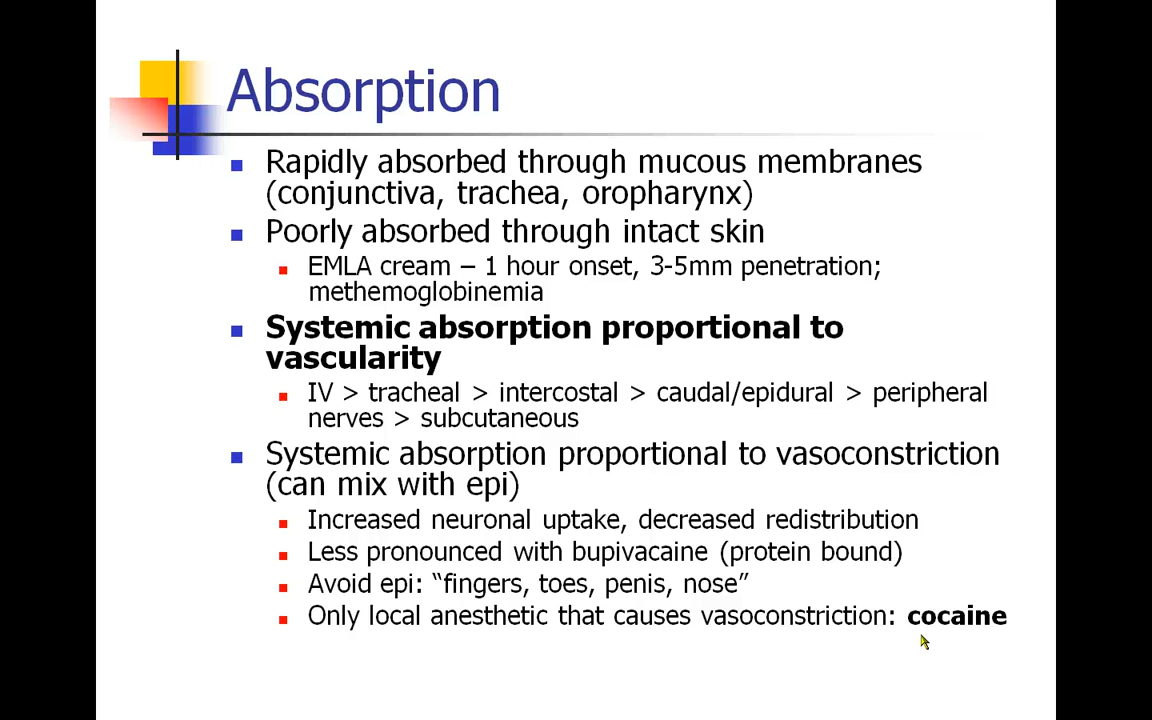 Absorption
Rapidly absorbed through mucous membranes
(conjunctiva, trachea, oropharynx)
Poorly absorbed through intact skin
EMLA cream – 1 hour onset, 3-5mm penetration;
methemoglobinemia
Systemic absorption proportional to
vascularity
IV > tracheal > intercostal > caudal/epidural > peripheral
nerves > subcutaneous
Systemic absorption proportional to vasoconstriction
(can mix with epi)
Increased neuronal uptake, decreased redistribution
Less pronounced with bupivacaine (protein bound)
Avoid epi: “fingers, toes, penis, nose”
Only local anesthetic that causes vasoconstriction: cocaine